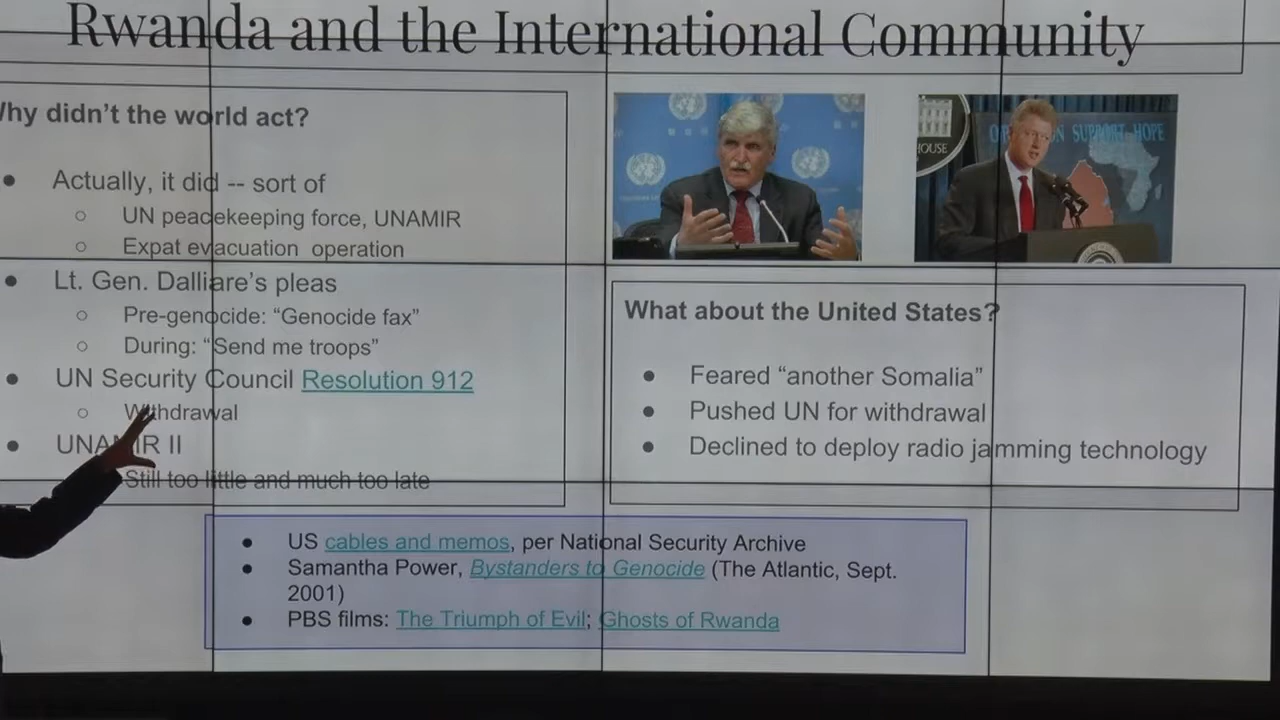 Rwanda and the International Community
Why didn't the world act?
Actually, it did -- sort of
UN peacekeeping force, UNAMIR
Expat evacuation operation
Lt. Gen. Dalliare's pleas
Pre-genocide: "Genocide fax"
During: "Send me troops"
UN Security Council Resolution 912
Withdrawal
UNAMIR II
Still too little and much too late
HOUSE
SUPPORT HOPE
What about the United States?
Feared "another Somalia"
Pushed UN for withdrawal
Declined to deploy radio jamming technology
US cables and memos, per National Security Archive
Samantha Power, Bystanders to Genocide (The Atlantic, Sept.
2001)
PBS films: The Triumph of Evil; Ghosts of Rwanda